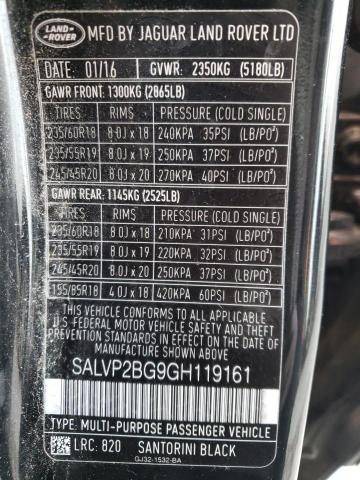 LAND ROVER MFD BY JAGUAR LAND ROVER LTD
DATE: 01/16 GVWR: 2350KG (5180LB)
GAWR FRONT: 1300KG (2865LB)
TIRES RIMS PRESSURE (COLD SINGLE)
235/60R18 8.0J x 18 240KPA 35PSI (LB/PO²)
235/55R19 8.0J x 19 250KPA 37PSI (LB/PO²)
245/45R20 8.0J x 20 270KPA 40PSI (LB/PO²)
GAWR REAR: 1145KG (2525LB)
TIRES RIMS PRESSURE (COLD SINGLE)
235/60R18 8.0J x 18 210KPA 31PSI (LB/PO²)
235/55R19 8.0J x 19 220KPA 32PSI (LB/PO²)
245/45R20 8.0J x 20 250KPA 37PSI (LB/PO²)
155/85R18 4.0J x 18 420KPA 60PSI (LB/PO²)
THIS VEHICLE CONFORMS TO ALL APPLICABLE
FEDERAL MOTOR VEHICLE SAFETY, BUMPER
AND THEFT PREVENTION STANDARDS
IN EFFECT ON THE DATE OF
MANUFACTURE SHOWN ABOVE.
SALVP2BG9GH119161
TYPE: MULTI-PURPOSE PASSENGER VEHICLE
LRC: 820 SANTORINI BLACK
GJ32-1532-BA